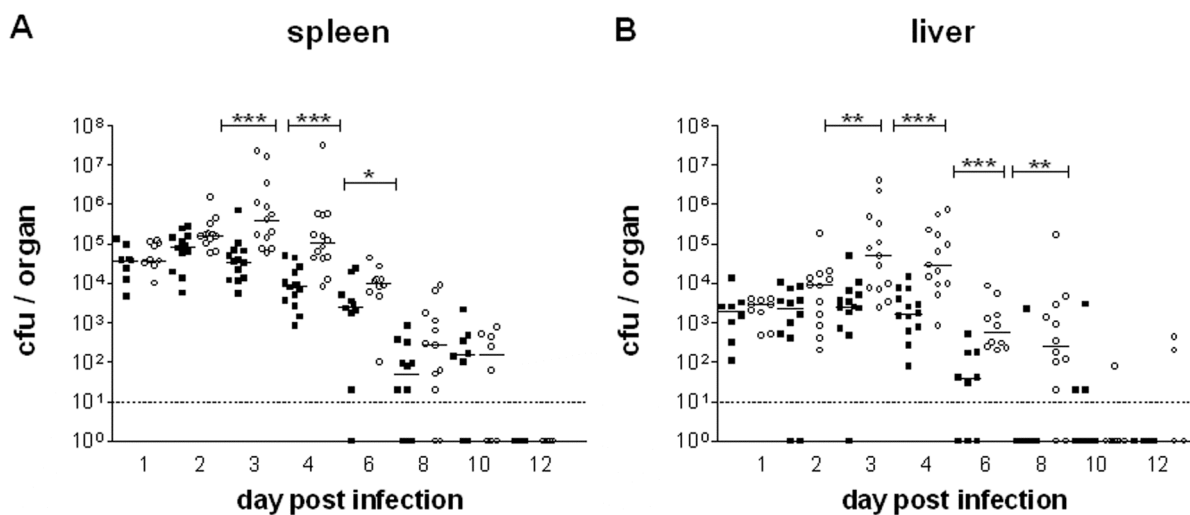 A
spleen
cfu / organ
10⁸
10⁷
10⁶
10⁵
10⁴
10³
10²
10¹
10⁰
***
***
*
1 2 3 4 6 8 10 12
day post infection
B
liver
cfu / organ
10⁸
10⁷
10⁶
10⁵
10⁴
10³
10²
10¹
10⁰
**
***
***
**
1 2 3 4 6 8 10 12
day post infection